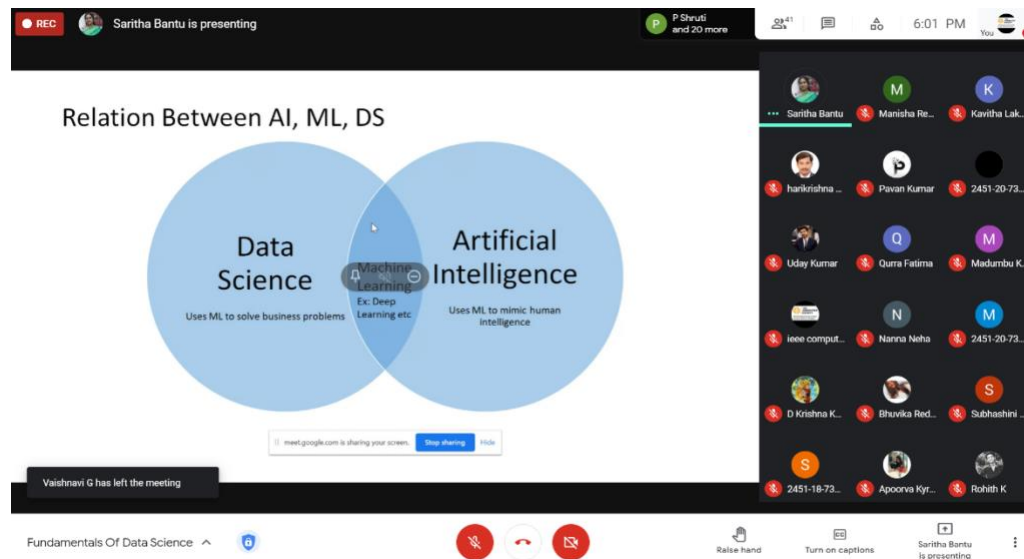 REC
Saritha Bantu is presenting
P
P Shruti
and 20 more
41
6:01 PM
You
Relation Between AI, ML, DS
Data
Science
Uses ML to solve business problems
Machine
Learning
Ex: Deep
Learning etc
Artificial
Intelligence
Uses ML to mimic human
intelligence
meet.google.com is sharing your screen.
Stop sharing
Hide
Vaishnavi G has left the meeting
Saritha Bantu
M
Manisha Re...
K
Kavitha Lak...
harikrishna ...
Pavan Kumar
2451-20-73...
Uday Kumar
Q
Qurra Fatima
M
Madumbu K...
ieee comput...
N
Nanna Neha
M
2451-20-73...
D Krishna K...
Bhuvika Red...
S
Subhashini ...
S
2451-18-73...
Apoorva Kyr...
Rohith K
Fundamentals Of Data Science
Raise hand
CC
Turn on captions
Saritha Bantu
is presenting